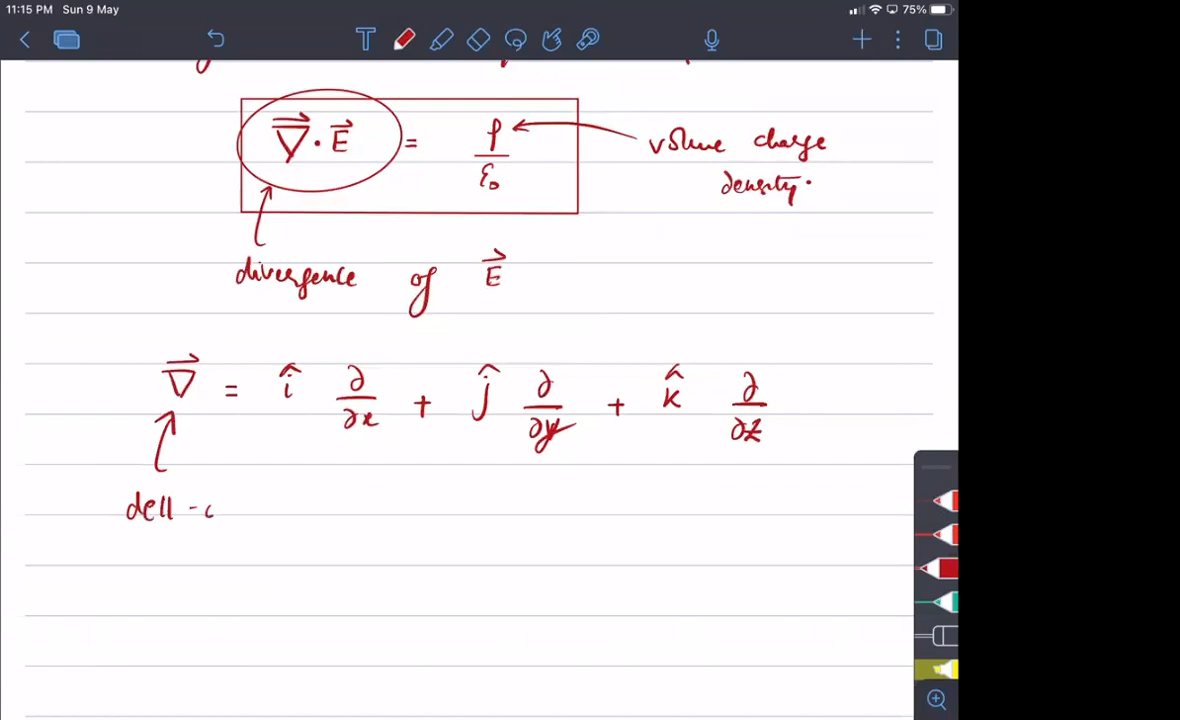 11:15 PM Sun 9 May 75%
T
∇⃗ · E⃗ = ρ/ε₀ volume charge
density.
divergence of E⃗
∇⃗ = î ∂/∂x + ĵ ∂/∂y + k̂ ∂/∂z
dell -